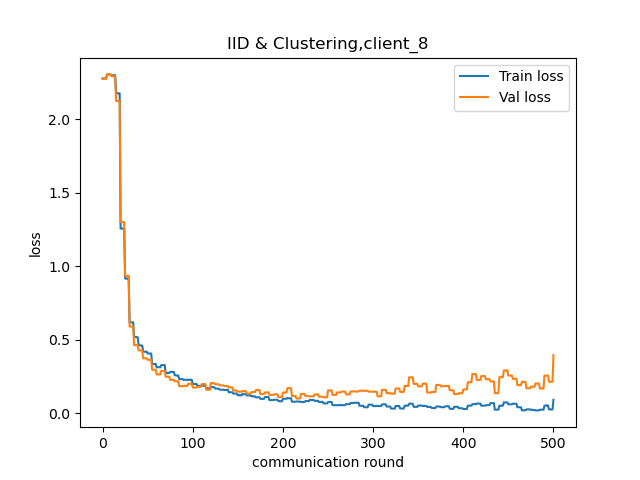 IID & Clustering,client_8
Train loss
Val loss
2.0
1.5
1.0
0.5
0.0
loss
0
100
200
300
400
500
communication round